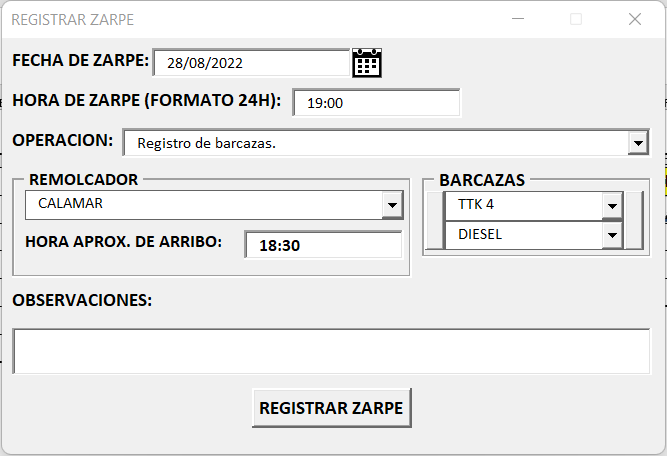 REGISTRAR ZARPE
FECHA DE ZARPE: 28/08/2022
HORA DE ZARPE (FORMATO 24H): 19:00
OPERACION: Registro de barcazas.
REMOLCADOR
CALAMAR
HORA APROX. DE ARRIBO: 18:30
BARCAZAS
TTK 4
DIESEL
OBSERVACIONES:
REGISTRAR ZARPE